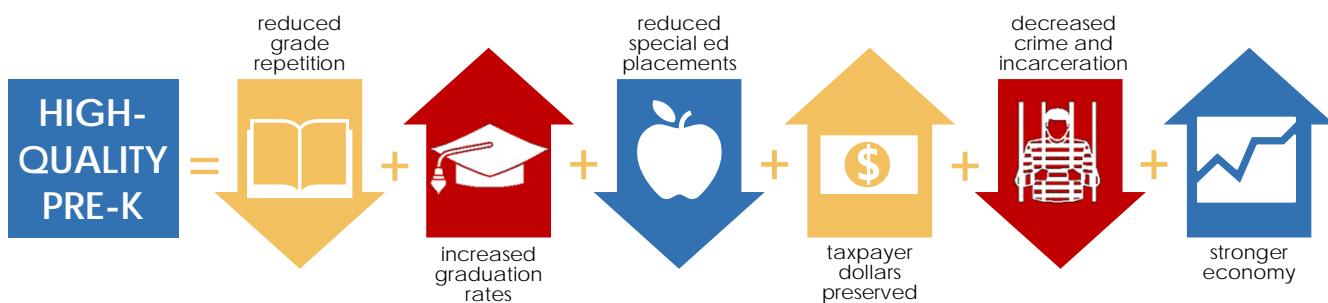 HIGH-
QUALITY
PRE-K
=
reduced
grade
repetition
+
increased
graduation
rates
+
reduced
special ed
placements
+
$
taxpayer
dollars
preserved
+
decreased
crime and
incarceration
+
stronger
economy